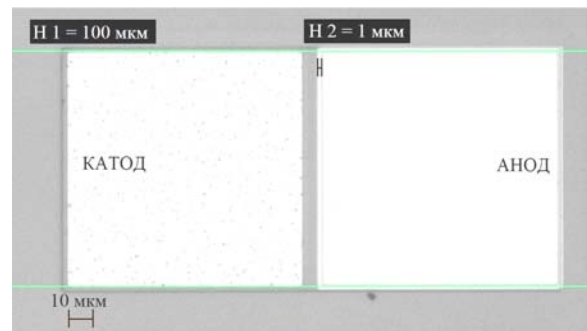 Н 1 = 100 мкм
Н 2 = 1 мкм
КАТОД
АНОД
10 мкм